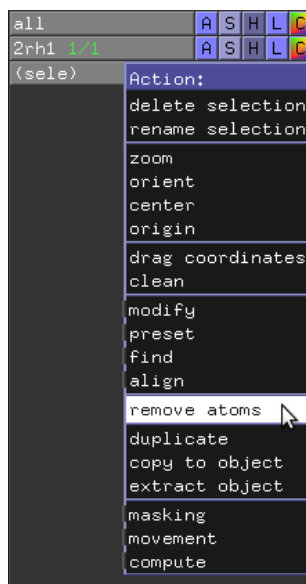 all A S H L C
2rh1 1/1 A S H L C
(sele)
Action:
delete selection
rename selection
zoom
orient
center
origin
drag coordinates
clean
modify
preset
find
align
remove atoms
duplicate
copy to object
extract object
masking
movement
compute